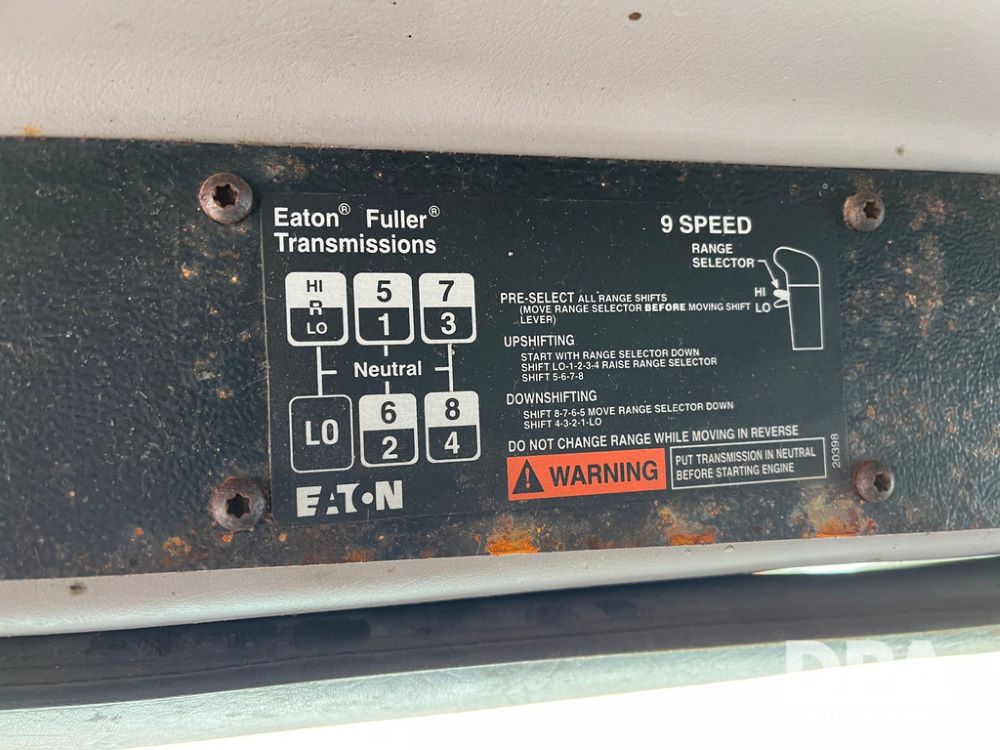 Eaton® Fuller®
Transmissions
9 SPEED
RANGE
SELECTOR
HI
LO
HI
R
LO
5
1
7
3
Neutral
LO
6
2
8
4
PRE-SELECT ALL RANGE SHIFTS
(MOVE RANGE SELECTOR BEFORE MOVING SHIFT
LEVER)
UPSHIFTING
START WITH RANGE SELECTOR DOWN
SHIFT LO-1-2-3-4 RAISE RANGE SELECTOR
SHIFT 5-6-7-8
DOWNSHIFTING
SHIFT 8-7-6-5 MOVE RANGE SELECTOR DOWN
SHIFT 4-3-2-1-LO
DO NOT CHANGE RANGE WHILE MOVING IN REVERSE
WARNING
PUT TRANSMISSION IN NEUTRAL
BEFORE STARTING ENGINE
20398
EATON
DPA